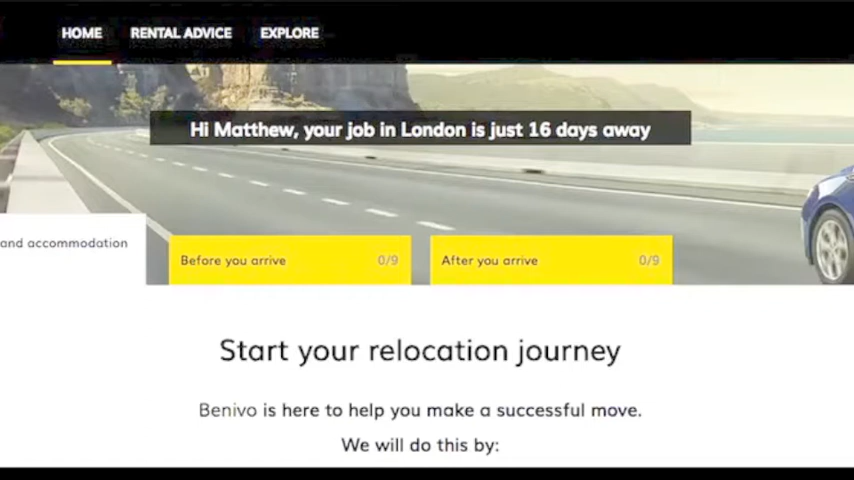 HOME RENTAL ADVICE EXPLORE
Hi Matthew, your job in London is just 16 days away
and accommodation
Before you arrive 0/9
After you arrive 0/9
Start your relocation journey
Benivo is here to help you make a successful move.
We will do this by: